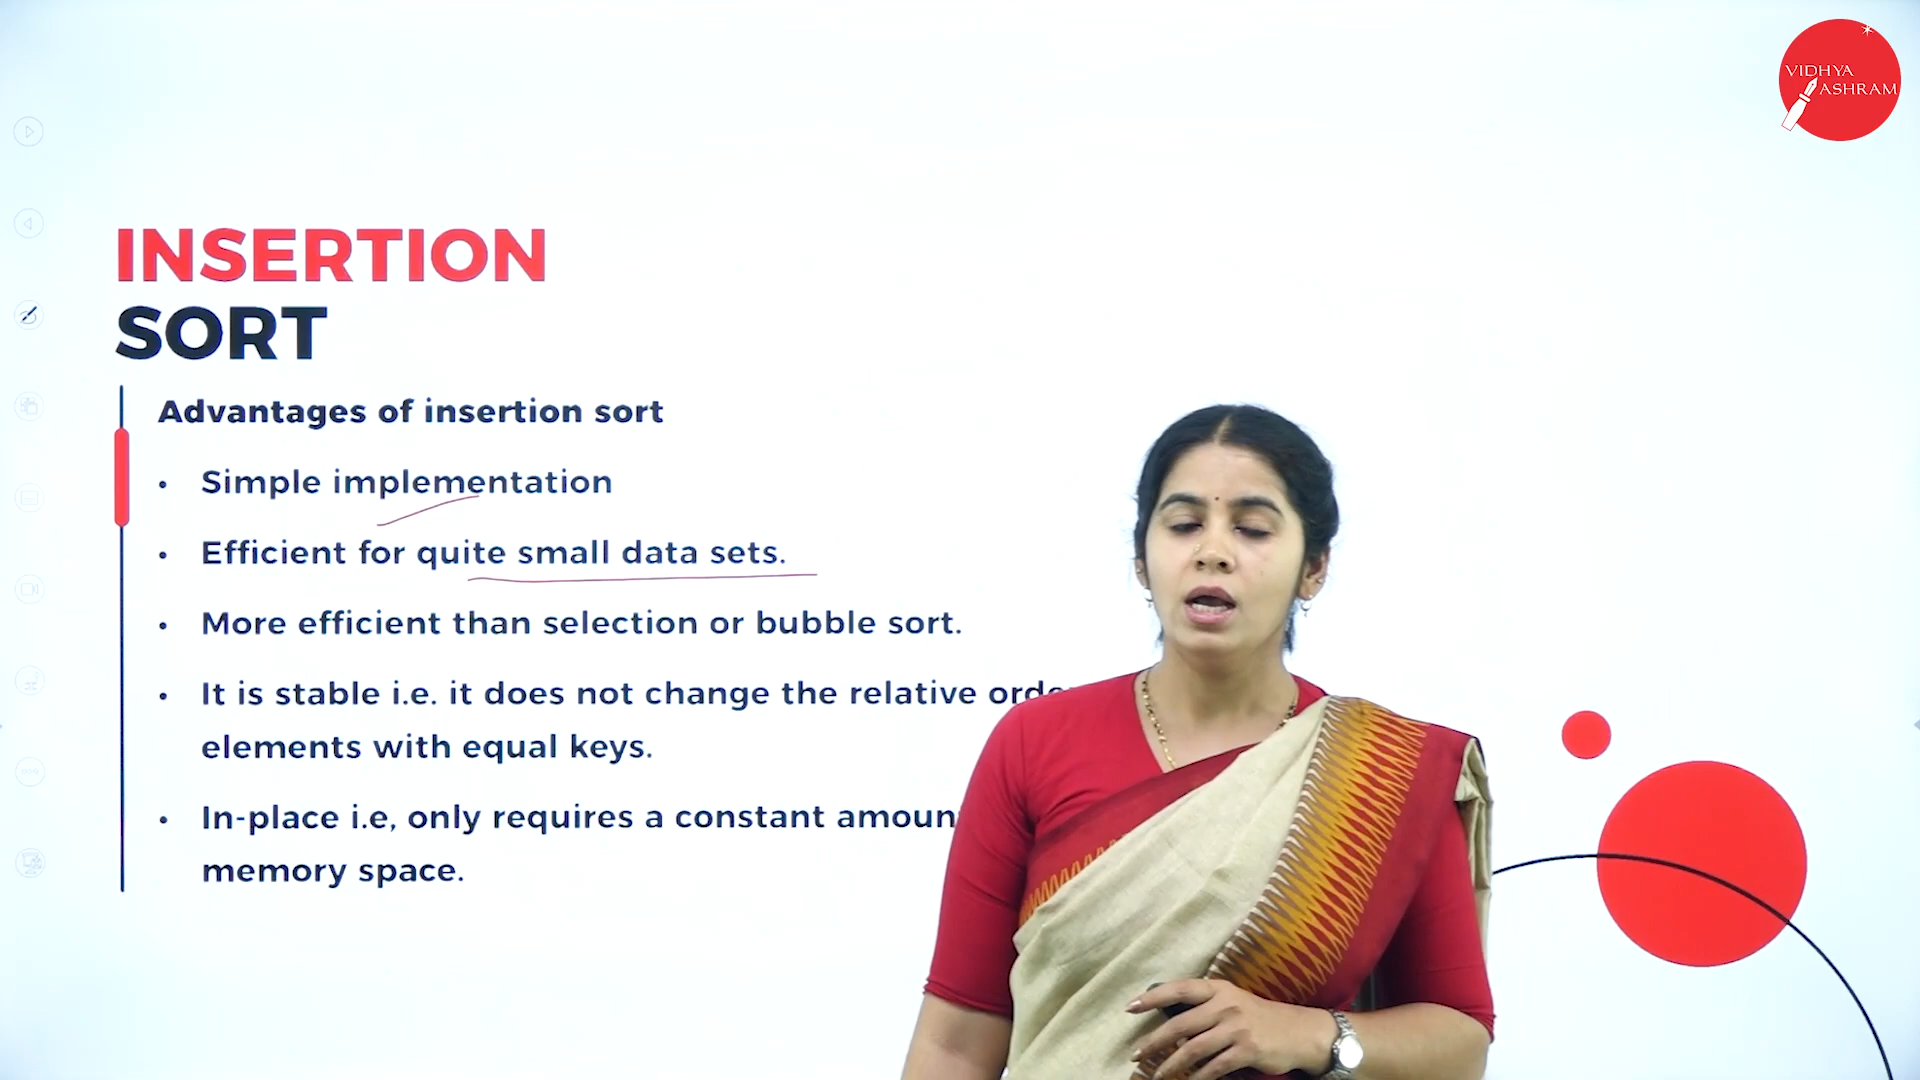 VIDHYA
ASHRAM
INSERTION
SORT
Advantages of insertion sort
• Simple implementation
• Efficient for quite small data sets.
• More efficient than selection or bubble sort.
• It is stable i.e. it does not change the relative
elements with equal keys.
• In-place i.e, only requires a constant
memory space.